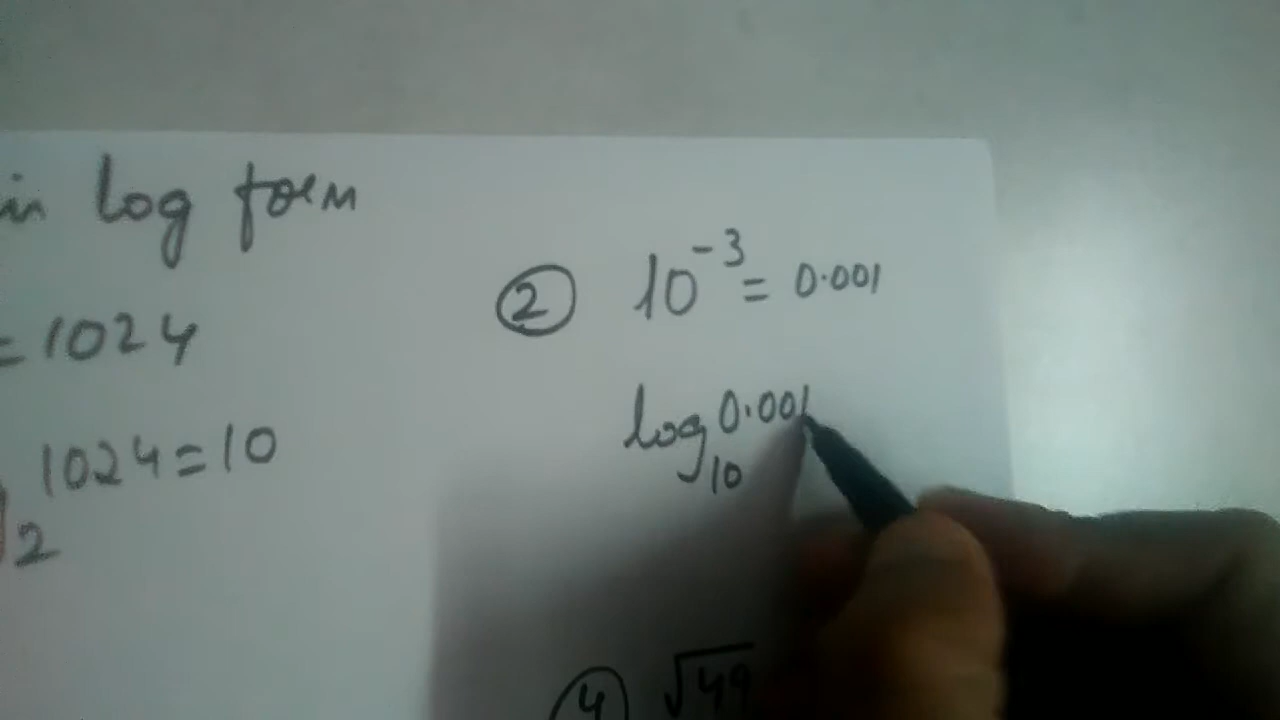 in log form
= 1024
1024 = 10
2
② 10⁻³ = 0.001
log₁₀ 0.001
④ √49